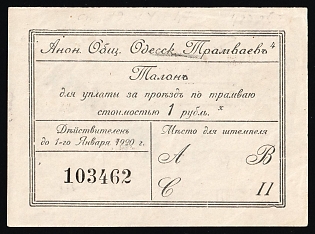 Анон. Общ. Одесск. Трамваевъ
Талонъ
для уплаты за проѣздъ по трамваю
стоимостью 1 рубль.
Дѣйствителенъ
до 1-го Января 1920 г.
103462
Мѣсто для штемпеля
А В
С II